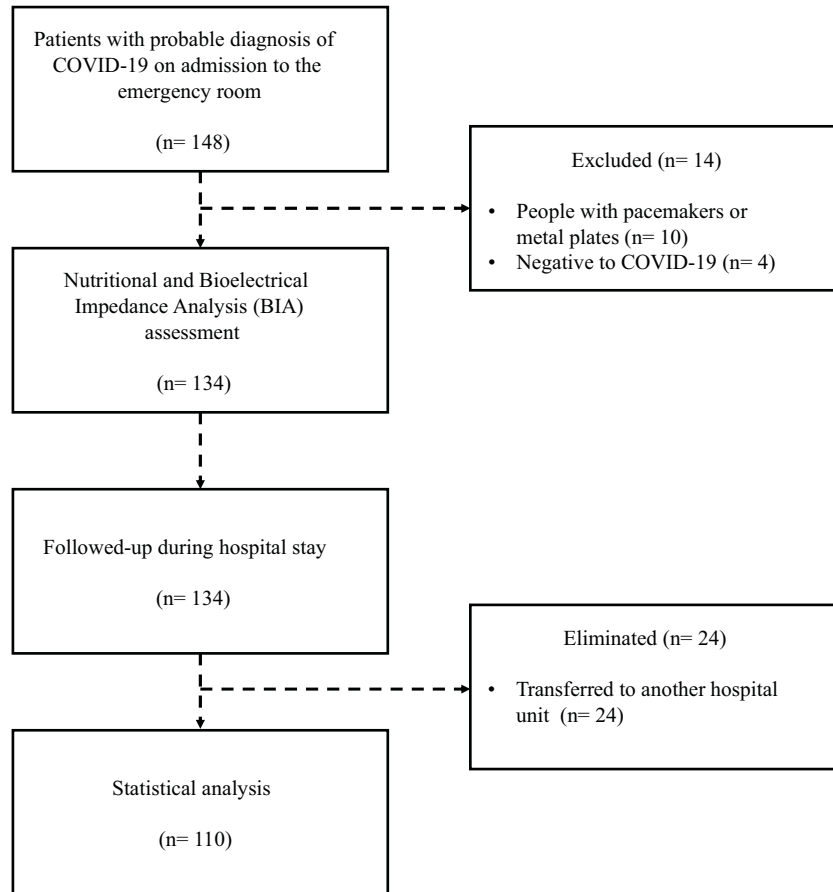 Patients with probable diagnosis of
COVID-19 on admission to the
emergency room
(n= 148)
Excluded (n= 14)
• People with pacemakers or
metal plates (n= 10)
• Negative to COVID-19 (n= 4)
Nutritional and Bioelectrical
Impedance Analysis (BIA)
assessment
(n= 134)
Followed-up during hospital stay
(n= 134)
Eliminated (n= 24)
• Transferred to another hospital
unit (n= 24)
Statistical analysis
(n= 110)